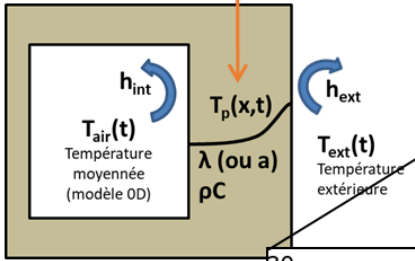 h_int
h_ext
T_p(x,t)
T_air(t)
Température
moyennée
(modèle 0D)
λ (ou a)
ρC
T_ext(t)
Température
extérieure